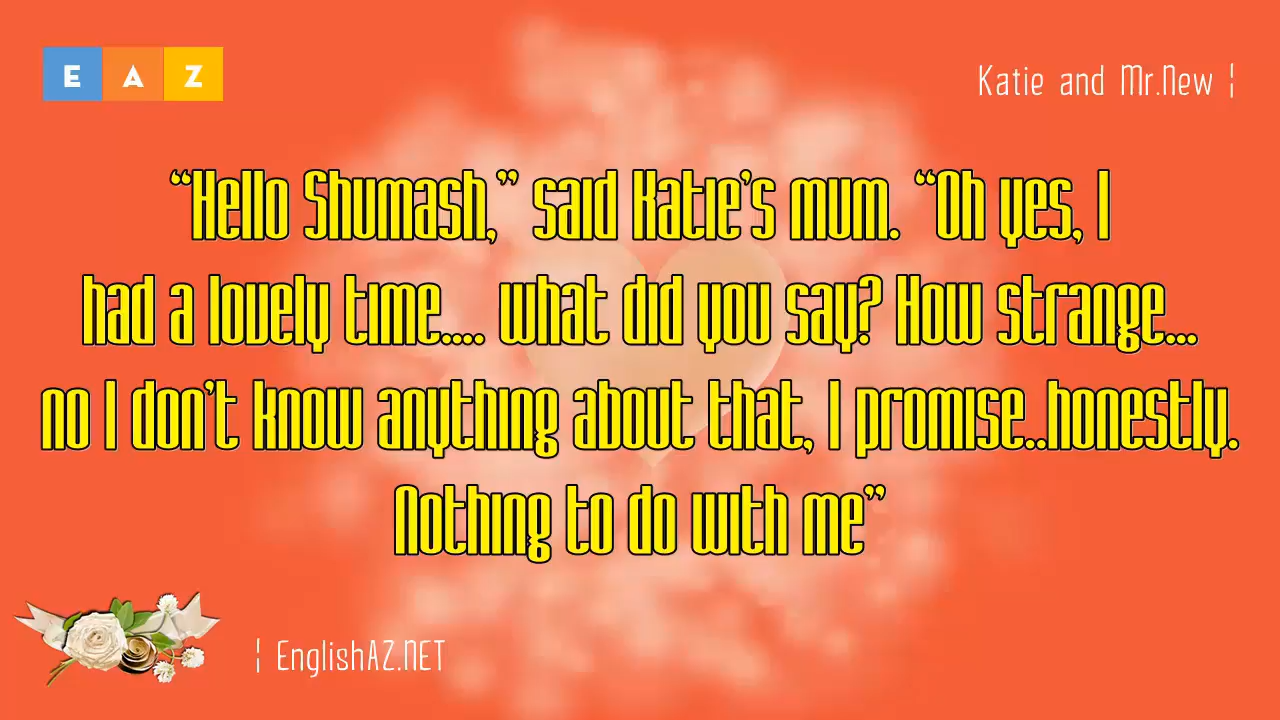 E A Z
Katie and Mr.New ¦
“Hello Shumash,” said Katie’s mum. “Oh yes, I
had a lovely time.... what did you say? How strange...
no I don’t know anything about that, I promise..honestly.
Nothing to do with me”
¦ EnglishAZ.NET